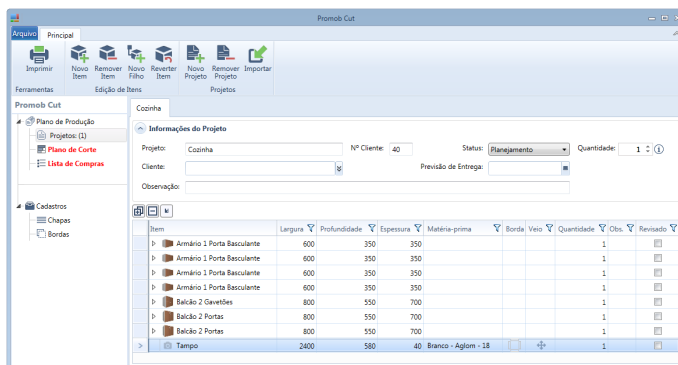 Promob Cut
Arquivo Principal
Imprimir Novo Item Remover Item Novo Filho Reverter Item Novo Projeto Remover Projeto Importar
Ferramentas Edição de Itens Projetos
Promob Cut
Plano de Produção
Projetos: (1)
Plano de Corte
Lista de Compras
Cadastros
Chapas
Bordas
Cozinha
Informações do Projeto
Projeto: Cozinha Nº Cliente: 40 Status: Planejamento Quantidade: 1
Cliente: Previsão de Entrega:
Observação:
Item Largura Profundidade Espessura Matéria-prima Borda Veio Quantidade Obs. Revisado
Armário 1 Porta Basculante 600 350 350 1
Armário 1 Porta Basculante 600 350 350 1
Armário 1 Porta Basculante 600 350 350 1
Armário 1 Porta Basculante 600 350 350 1
Balcão 2 Gavetões 800 550 700 1
Balcão 2 Portas 800 550 700 1
Balcão 2 Portas 800 550 700 1
Tampo 2400 580 40 Branco - Aglom - 18 1